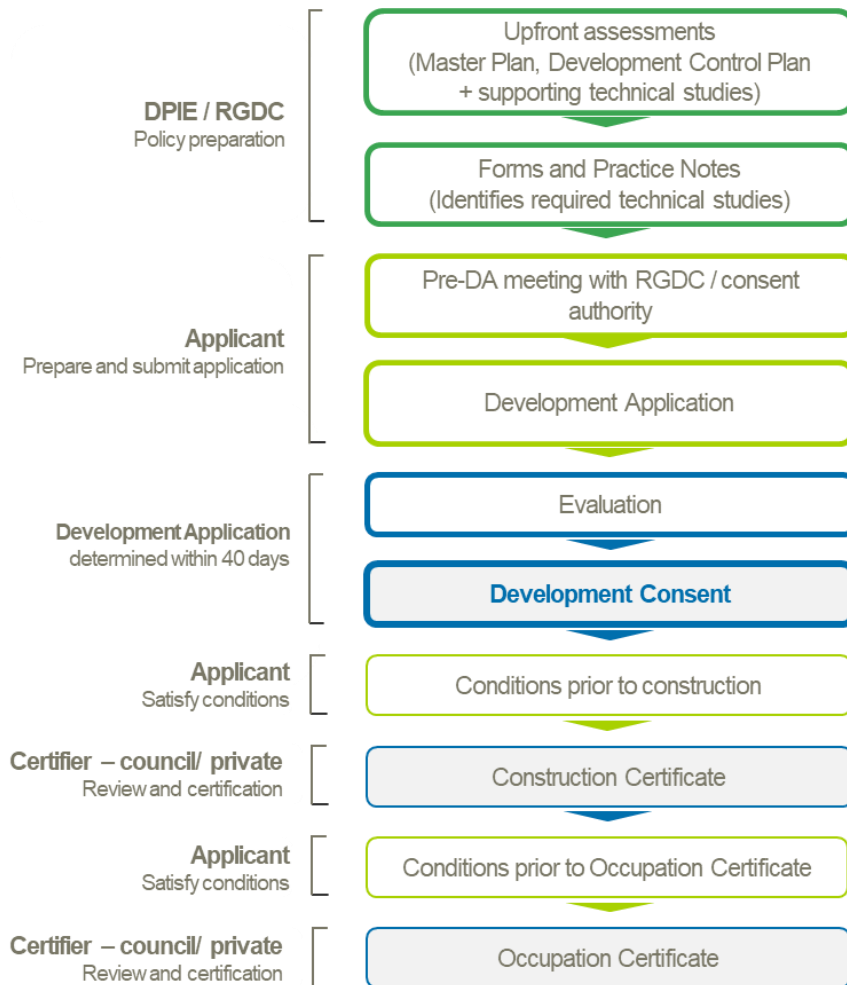 Upfront assessments
(Master Plan, Development Control Plan
+ supporting technical studies)
DPIE / RGDC
Policy preparation
Forms and Practice Notes
(Identifies required technical studies)
Pre-DA meeting with RGDC / consent
authority
Applicant
Prepare and submit application
Development Application
Evaluation
Development Application
determined within 40 days
Development Consent
Applicant
Satisfy conditions
Conditions prior to construction
Certifier – council/ private
Review and certification
Construction Certificate
Applicant
Satisfy conditions
Conditions prior to Occupation Certificate
Certifier – council/ private
Review and certification
Occupation Certificate